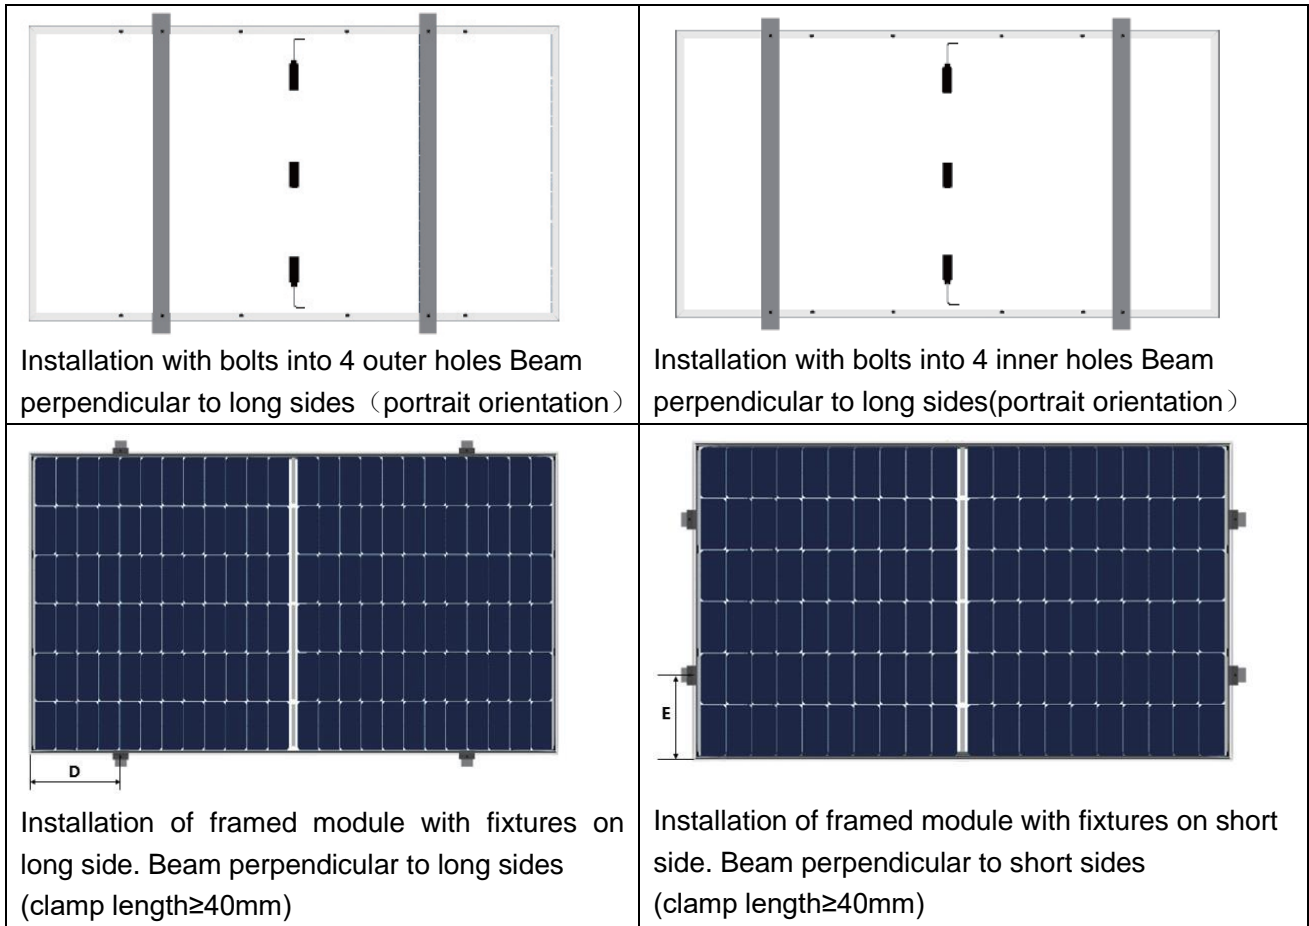 Installation with bolts into 4 outer holes Beam
perpendicular to long sides（portrait orientation）
Installation with bolts into 4 inner holes Beam
perpendicular to long sides(portrait orientation）
D
Installation of framed module with fixtures on
long side. Beam perpendicular to long sides
(clamp length≥40mm)
E
Installation of framed module with fixtures on short
side. Beam perpendicular to short sides
(clamp length≥40mm)